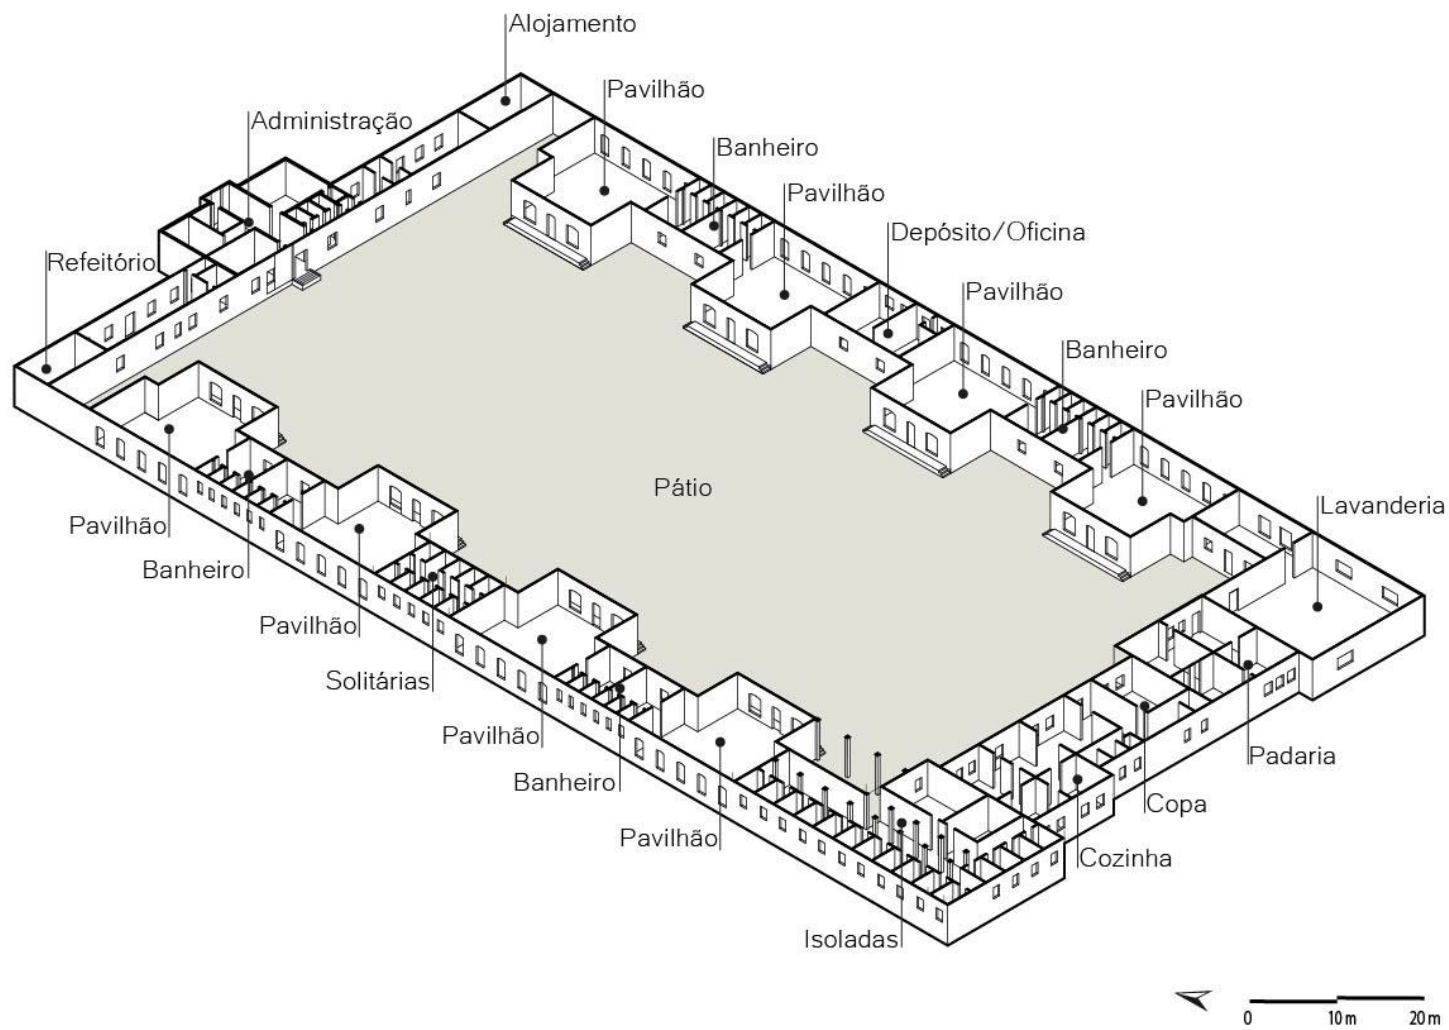 Alojamento
Pavilhão
Administração
Banheiro
Pavilhão
Depósito/Oficina
Refeitório
Pavilhão
Banheiro
Pavilhão
Pátio
Lavanderia
Pavilhão
Banheiro
Pavilhão
Solitárias
Pavilhão
Padaria
Banheiro
Copa
Pavilhão
Cozinha
Isoladas
0 10 m 20 m